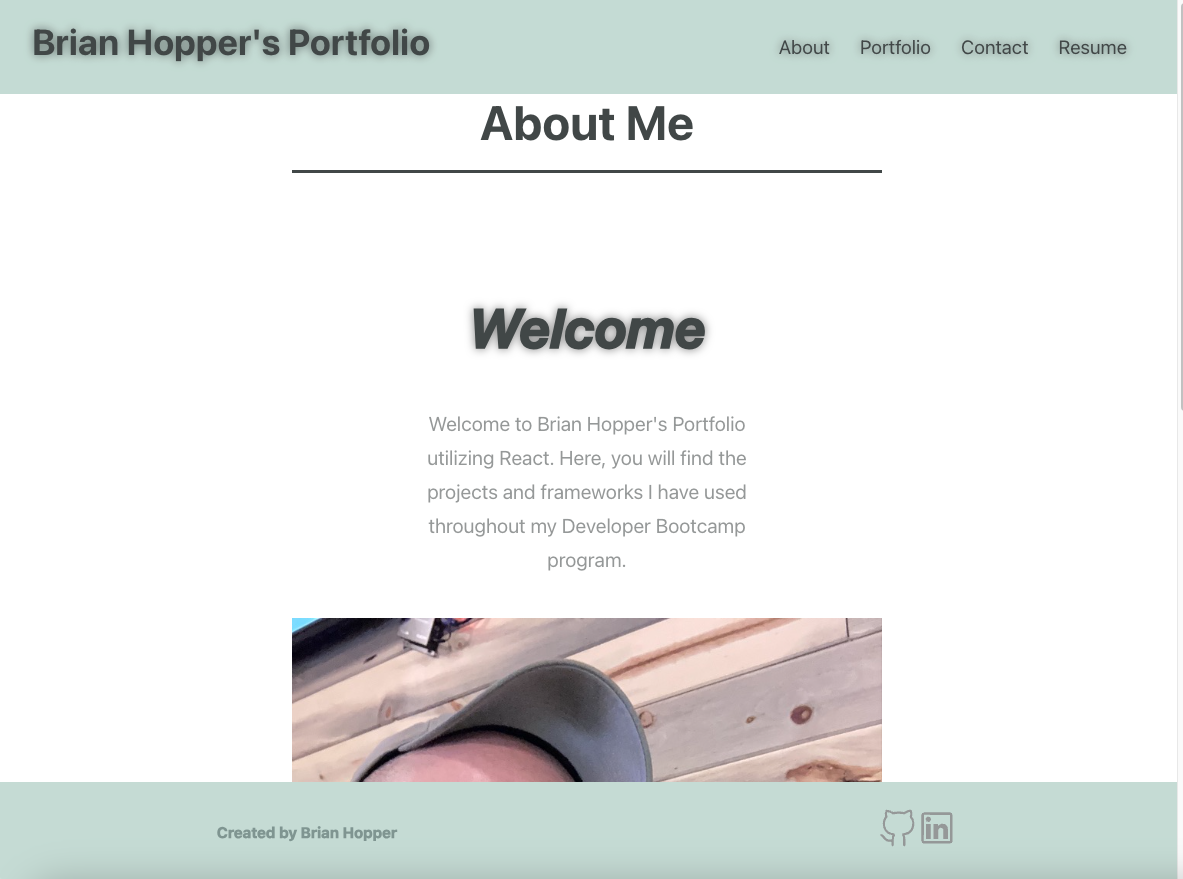 Brian Hopper's Portfolio
About Portfolio Contact Resume
About Me
Welcome
Welcome to Brian Hopper's Portfolio
utilizing React. Here, you will find the
projects and frameworks I have used
throughout my Developer Bootcamp
program.
Created by Brian Hopper
in